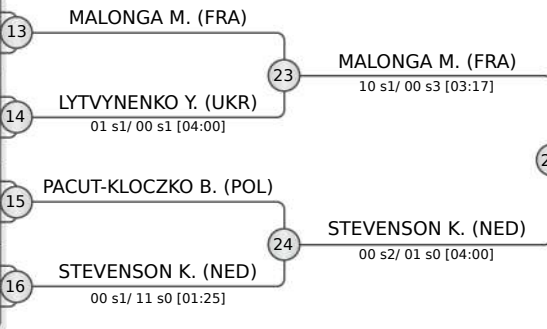 13
MALONGA M. (FRA)
23
MALONGA M. (FRA)
10 s1/ 00 s3 [03:17]
14
LYTVYNENKO Y. (UKR)
01 s1/ 00 s1 [04:00]
15
PACUT-KLOCZKO B. (POL)
24
STEVENSON K. (NED)
00 s2/ 01 s0 [04:00]
16
STEVENSON K. (NED)
00 s1/ 11 s0 [01:25]